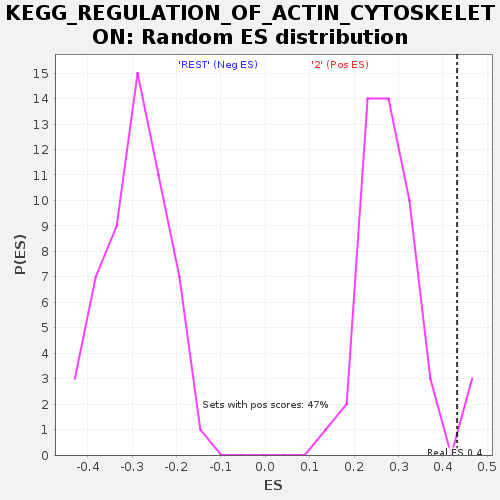 KEGG_REGULATION_OF_ACTIN_CYTOSKELET
ON: Random ES distribution
'REST' (Neg ES) '2' (Pos ES)
15
14
13
12
11
10
9
8
7
6
5
4
3
2
1
0
P(ES)
Sets with pos scores: 47%
Real ES 0.4
-0.4 -0.3 -0.2 -0.1 0.0 0.1 0.2 0.3 0.4 0.5
ES